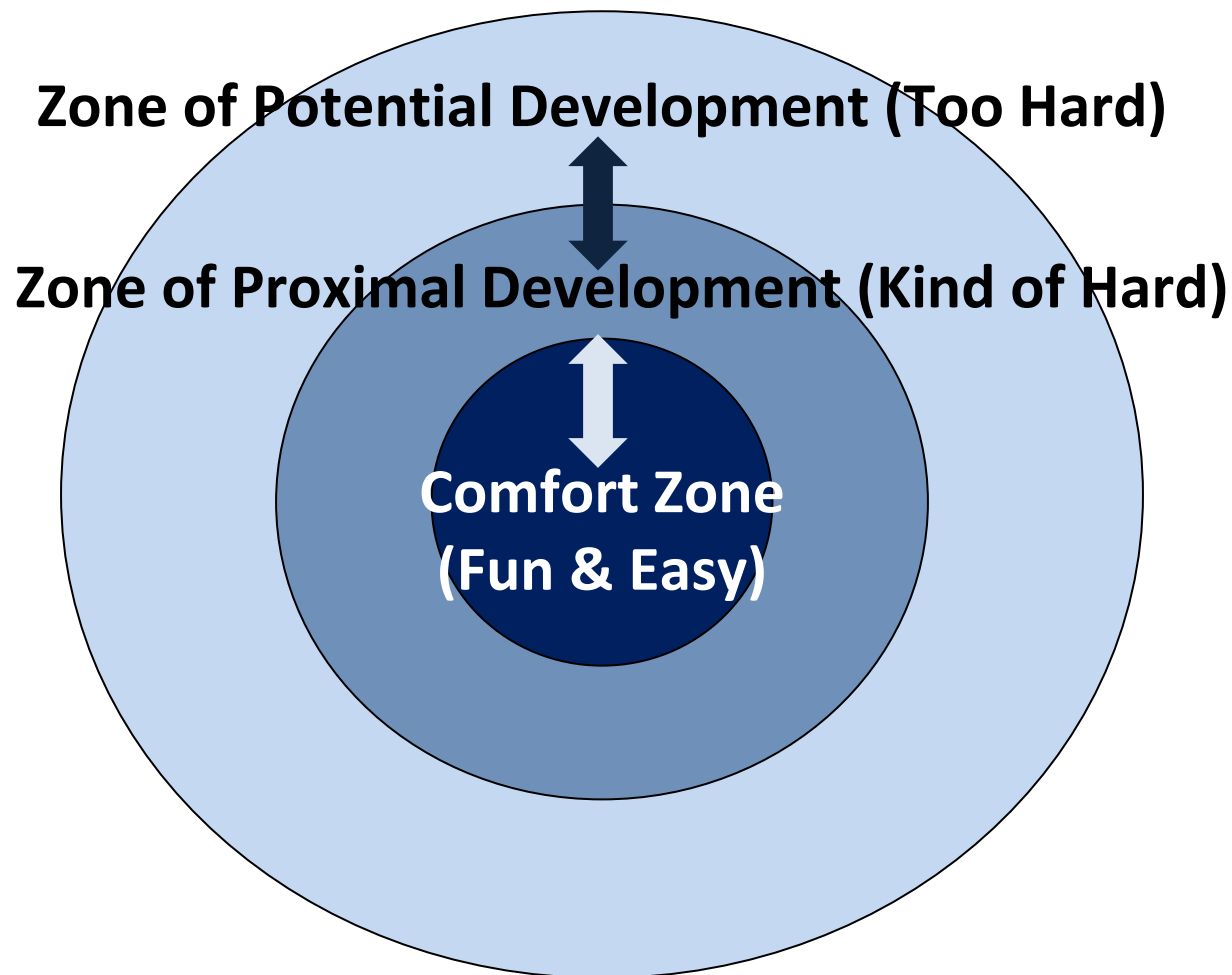 Zone of Potential Development (Too Hard)
Zone of Proximal Development (Kind of Hard)
Comfort Zone
(Fun & Easy)